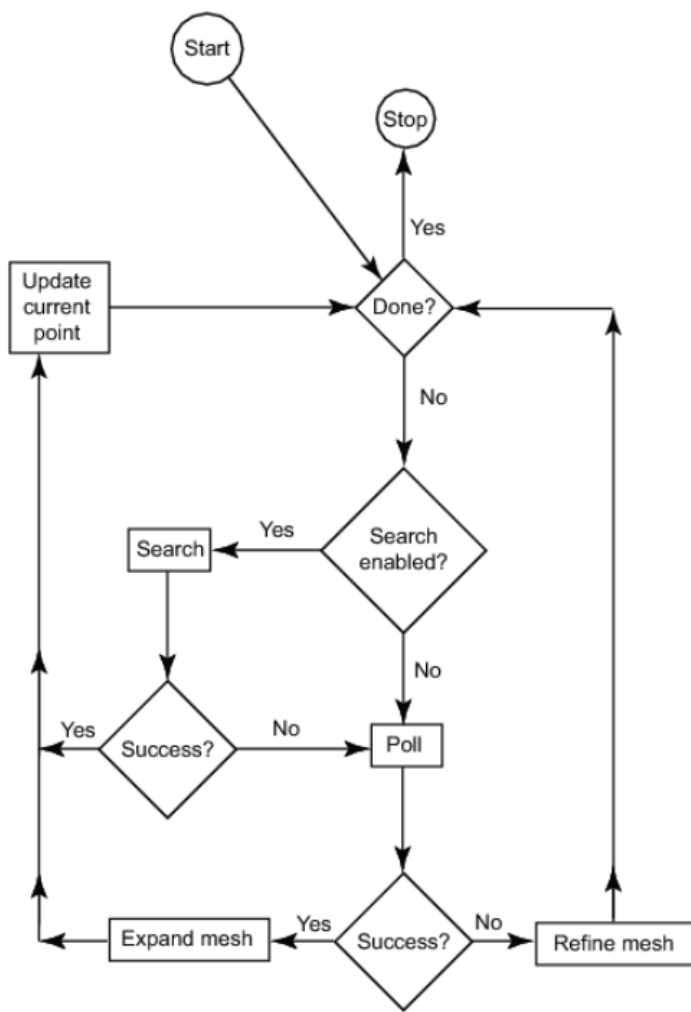 Start
Stop
Yes
Update
current
point
Done?
No
Yes
Search
Search
enabled?
No
Yes
Success?
No
Poll
Expand mesh
Yes
Success?
No
Refine mesh